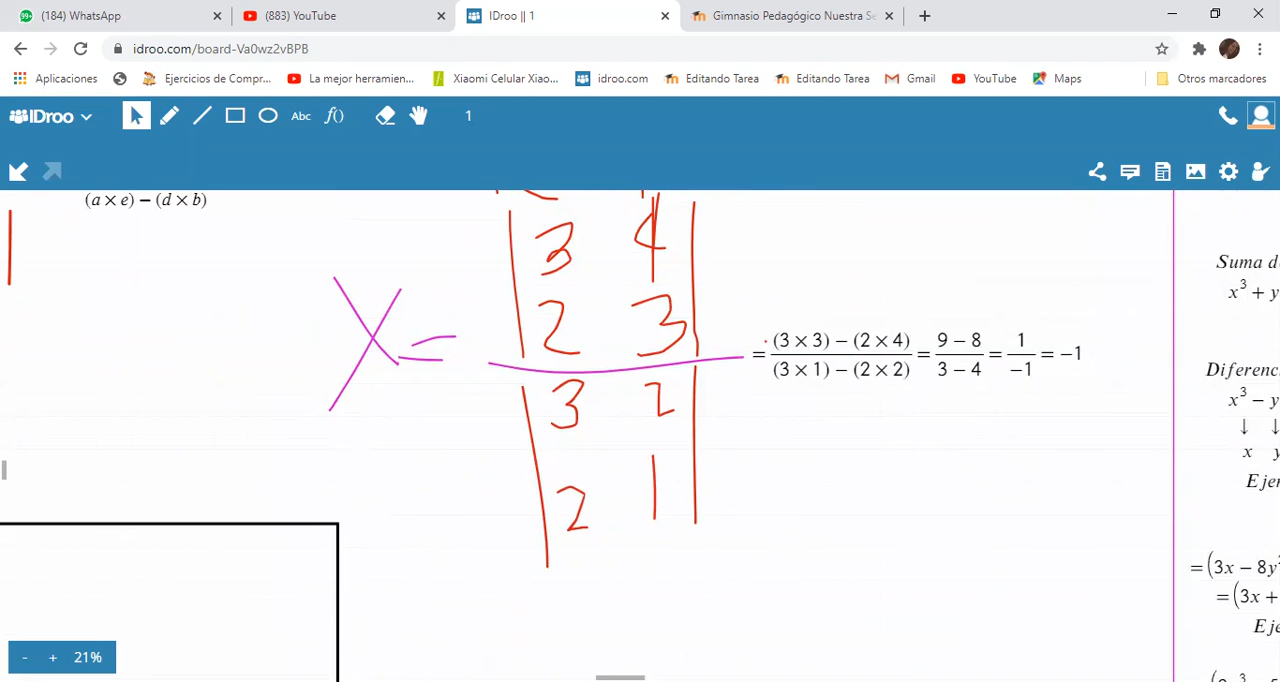 (184) WhatsApp
(883) YouTube
IDroo || 1
Gimnasio Pedagógico Nuestra Se
idroo.com/board-Va0wz2vBPB
Aplicaciones
Ejercicios de Compr...
La mejor herramien...
Xiaomi Celular Xiao...
idroo.com
Editando Tarea
Editando Tarea
Gmail
YouTube
Maps
Otros marcadores
IDroo
Abc
f()
1
(a × e) − (d × b)
3 4
2 3
X=
3 2
2 1
= (3 × 3) − (2 × 4) / (3 × 1) − (2 × 2) = 9 − 8 / 3 − 4 = 1 / −1 = −1
Suma d
x³ + y
Diferenc
x³ − y
↓ ↓
x y
Ejer
= (3x − 8y²
= (3x +
Eje
- + 21%